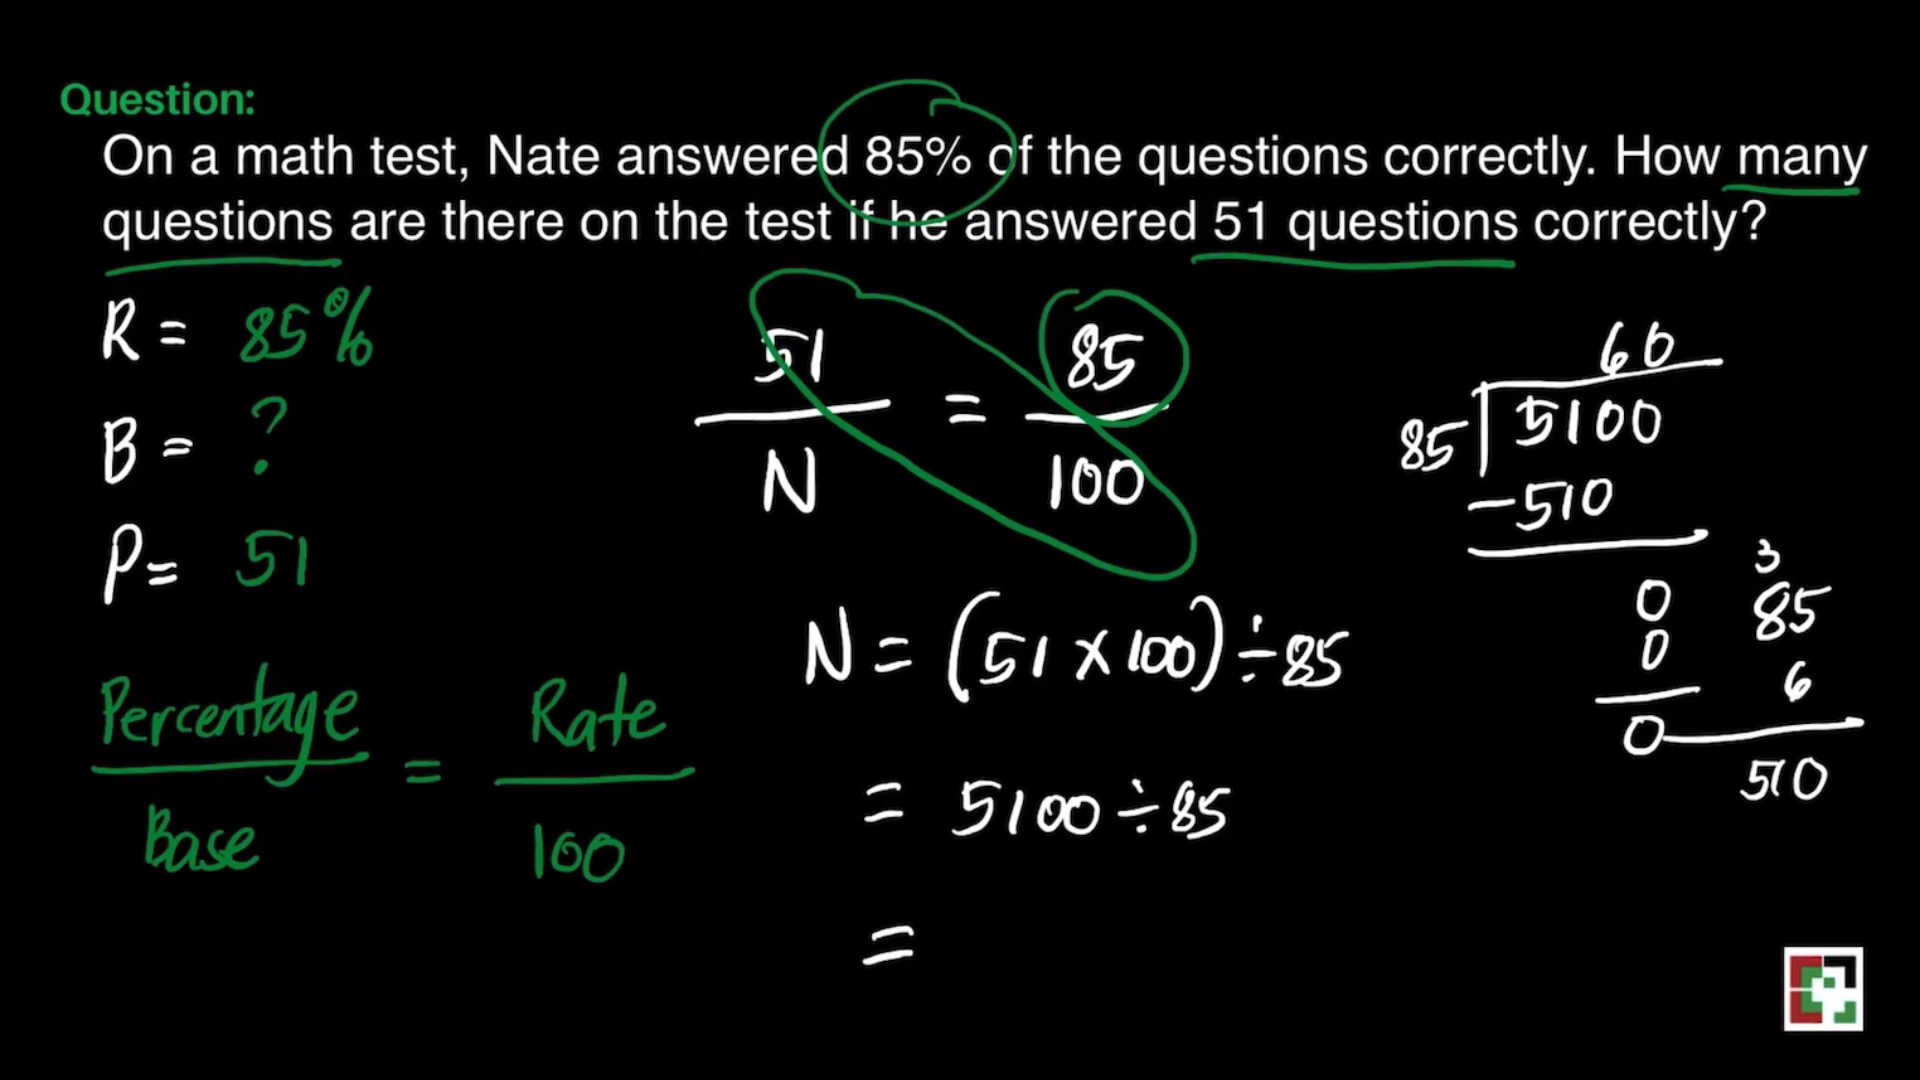 Question:
On a math test, Nate answered 85% of the questions correctly. How many
questions are there on the test if he answered 51 questions correctly?
R = 85%
B = ?
P = 51
Percentage = Rate
Base 100
51 = 85
N 100
N = (51 × 100) ÷ 85
= 5100 ÷ 85
=
60
85 5100
- 510
0
0
0
3
85
6
510